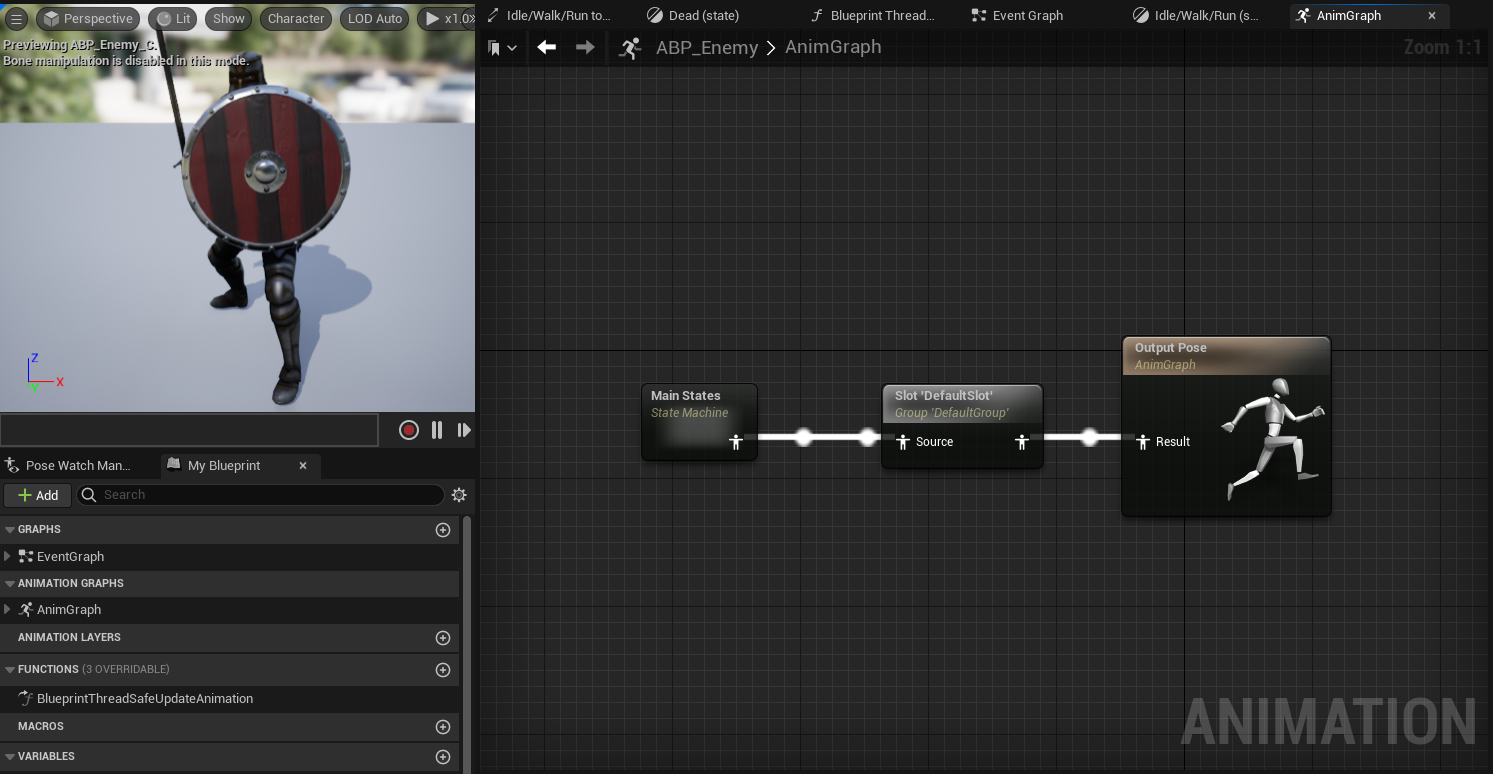 Perspective
Lit
Show
Character
LOD Auto
x1.0
Previewing ABP_Enemy_C.
Bone manipulation is disabled in this mode.
Z
X
Y
Idle/Walk/Run to...
Dead (state)
Blueprint Thread...
Event Graph
Idle/Walk/Run (s...
AnimGraph
ABP_Enemy > AnimGraph
Zoom 1:1
Main States
State Machine
Slot 'DefaultSlot'
Group 'DefaultGroup'
Source
Output Pose
AnimGraph
Result
ANIMATION
Pose Watch Man...
My Blueprint
Add
Search
GRAPHS
EventGraph
ANIMATION GRAPHS
AnimGraph
ANIMATION LAYERS
FUNCTIONS (3 OVERRIDABLE)
BlueprintThreadSafeUpdateAnimation
MACROS
VARIABLES